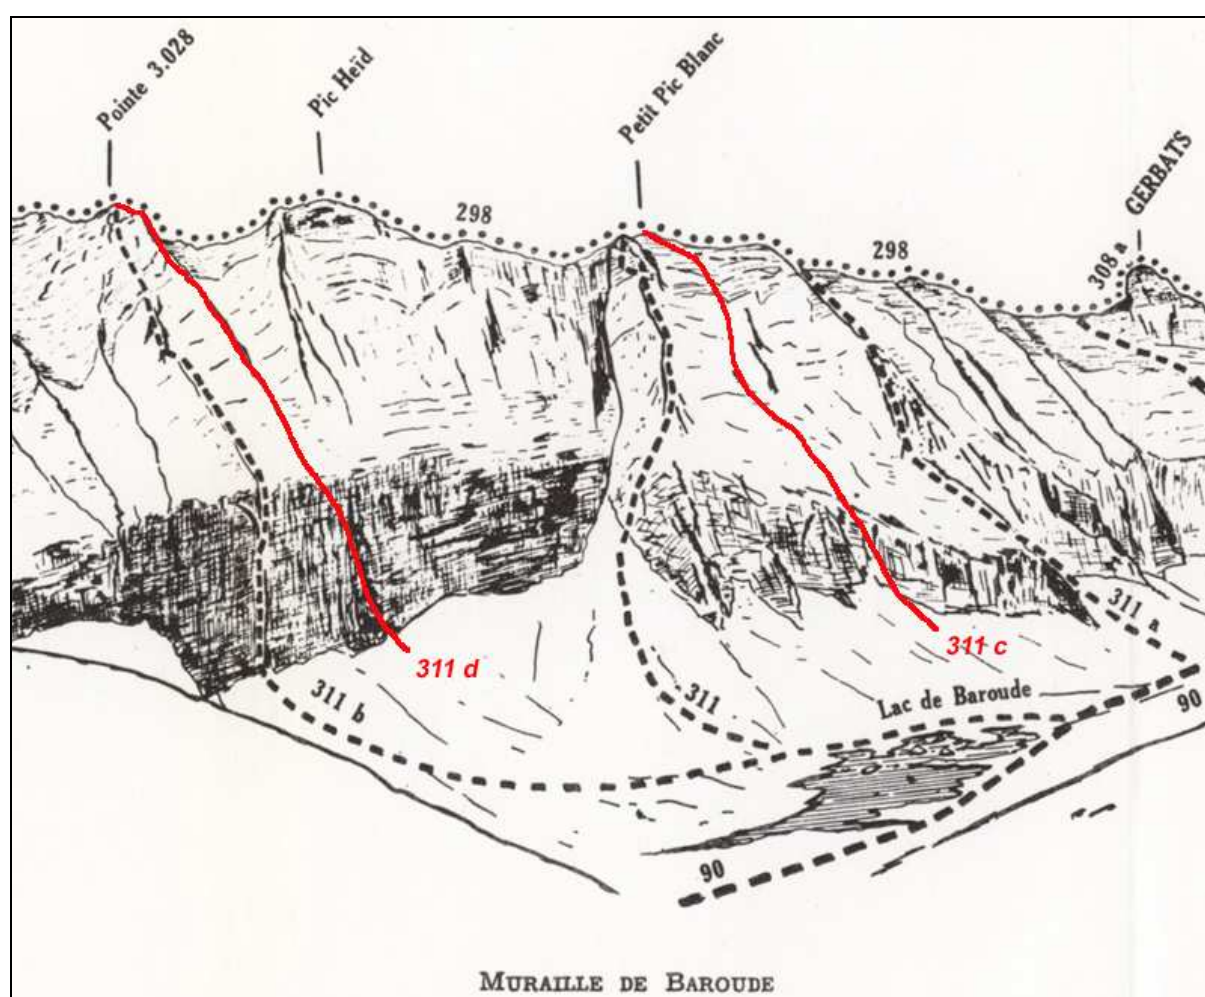 Pointe 3.028
Pic Heïd
Petit Pic Blanc
GERBATS
298
298
308 a
311 d
311 c
311 a
311 b
311
Lac de Baroude
90
90
MURAILLE DE BAROUDE